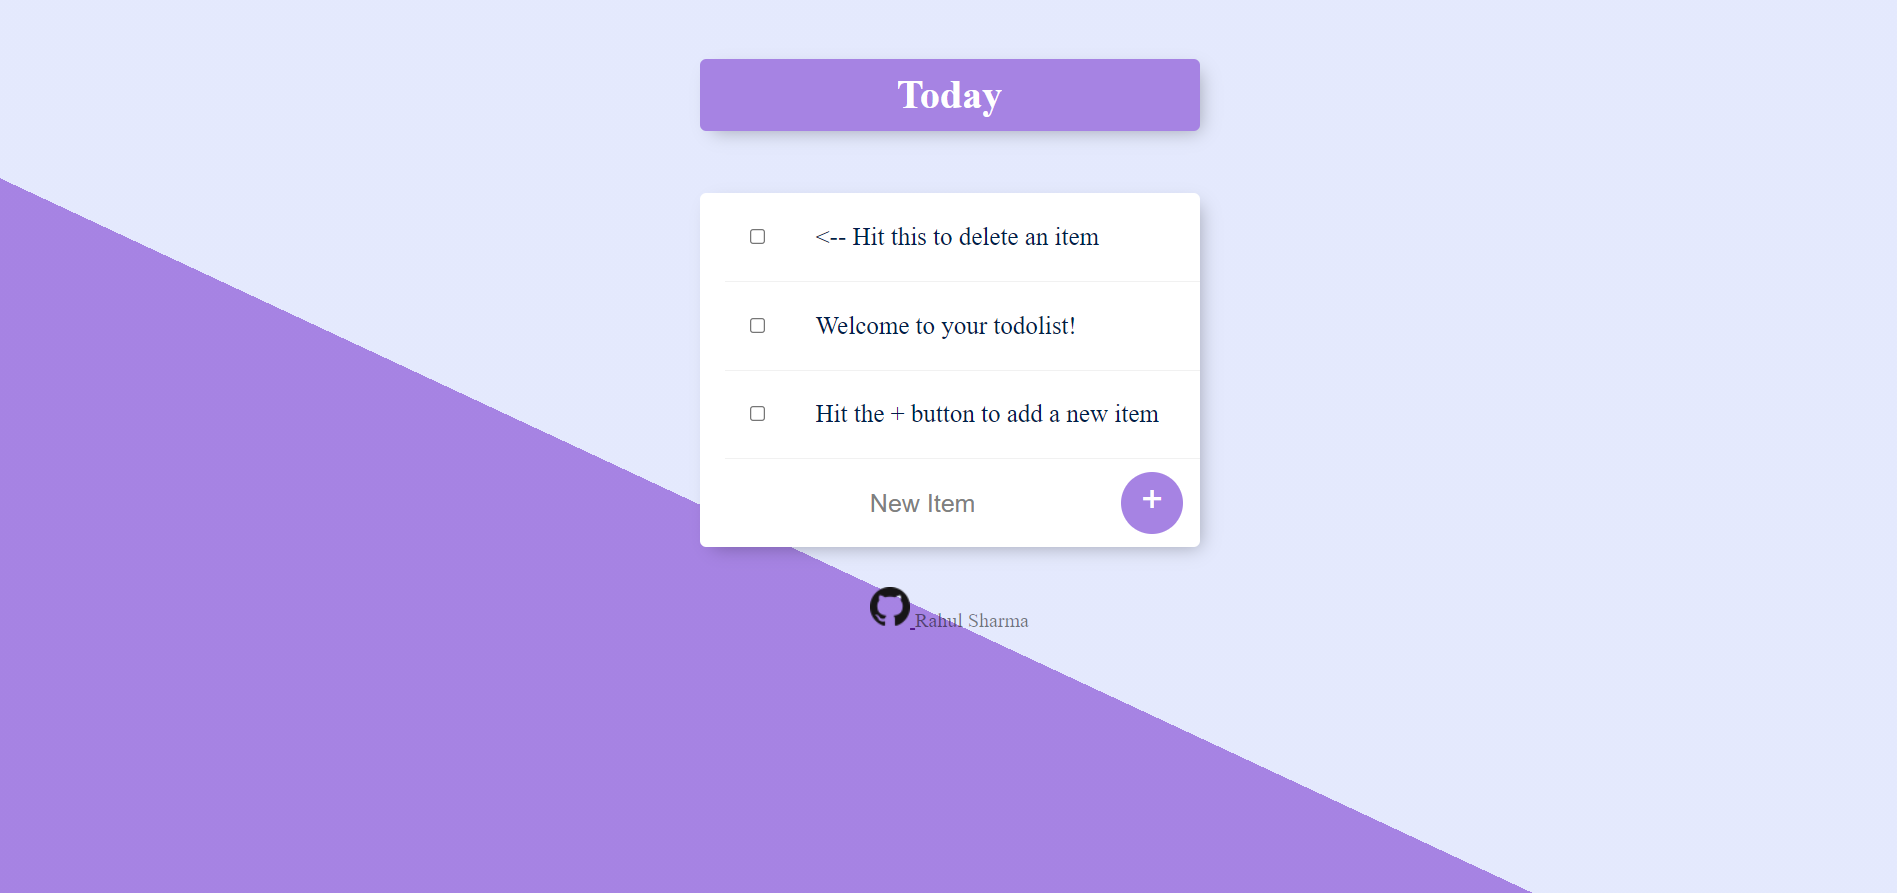 Today
<-- Hit this to delete an item
Welcome to your todolist!
Hit the + button to add a new item
New Item
+
Rahul Sharma